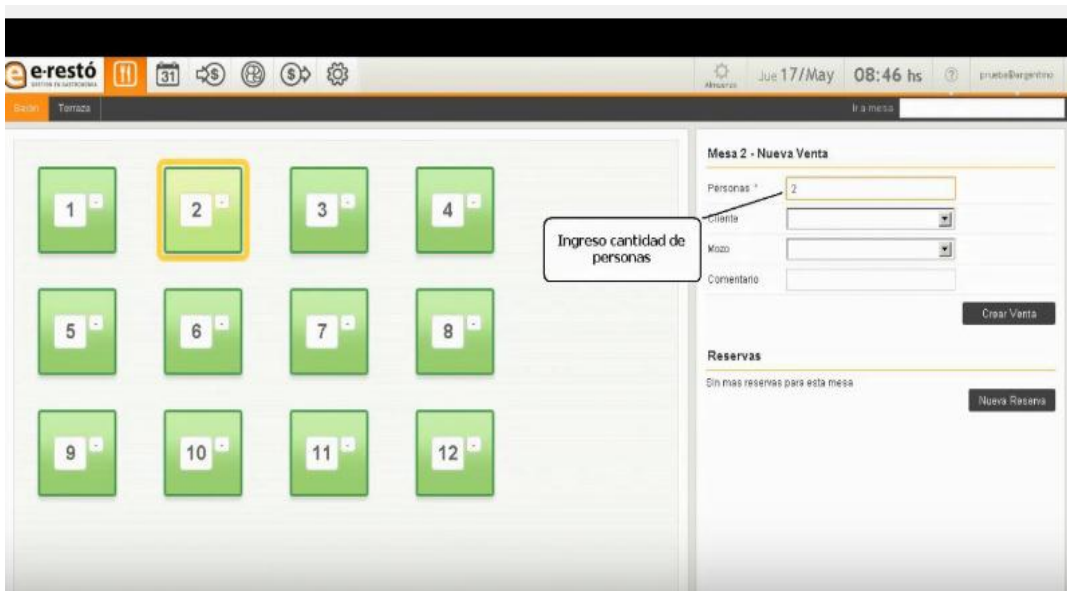 e-restó
31
Jue 17/May 08:46 hs ?
Almuerzo
Salón Terraza
Ir a mesa
1 -
2 -
3 -
4 -
5 -
6 -
7 -
8 -
9 -
10 -
11 -
12 -
Ingreso cantidad de
personas
Mesa 2 - Nueva Venta
Personas * 2
Cliente
Mozo
Comentario
Crear Venta
Reservas
Sin mas reservas para esta mesa
Nueva Reserva